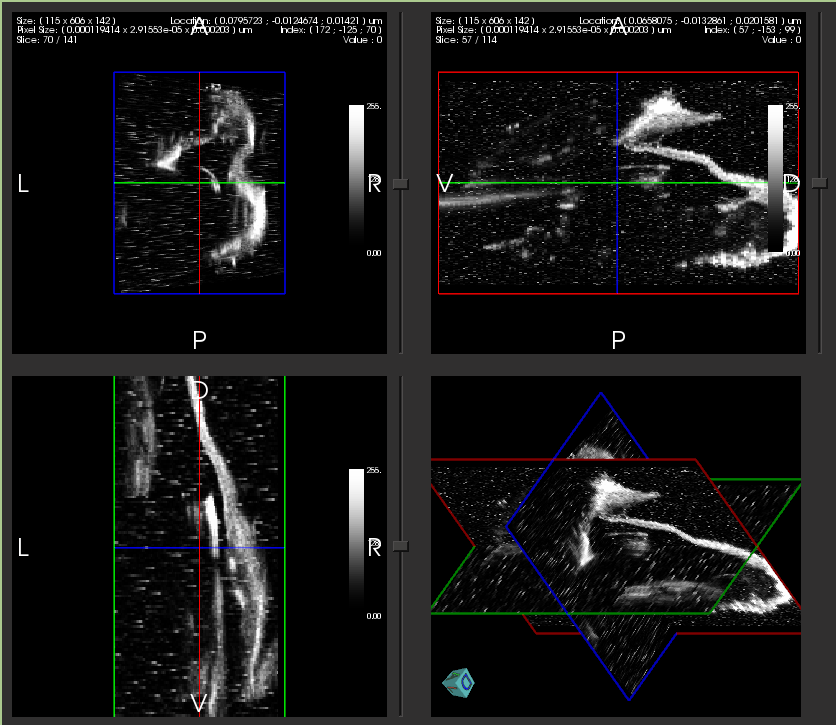 Size: ( 115 x 606 x 142 )
Location: ( 0.0795723 ; -0.0124674 ; 0.01421 ) um
Pixel Size: ( 0.000119414 x 2.91553e-05 x 0.000203 ) um
Index: ( 172 ; -125 ; 70 )
Slice: 70 / 141
Value : 0
A
L
R
P
255.
128.
0.00
Size: ( 115 x 606 x 142 )
Location: ( 0.0658075 ; -0.0132861 ; 0.0201581 ) um
Pixel Size: ( 0.000119414 x 2.91553e-05 x 0.000203 ) um
Index: ( 57 ; -153 ; 99 )
Slice: 57 / 114
Value : 0
A
V
D
P
255.
128.
0.00
D
L
R
V
255.
128.
0.00